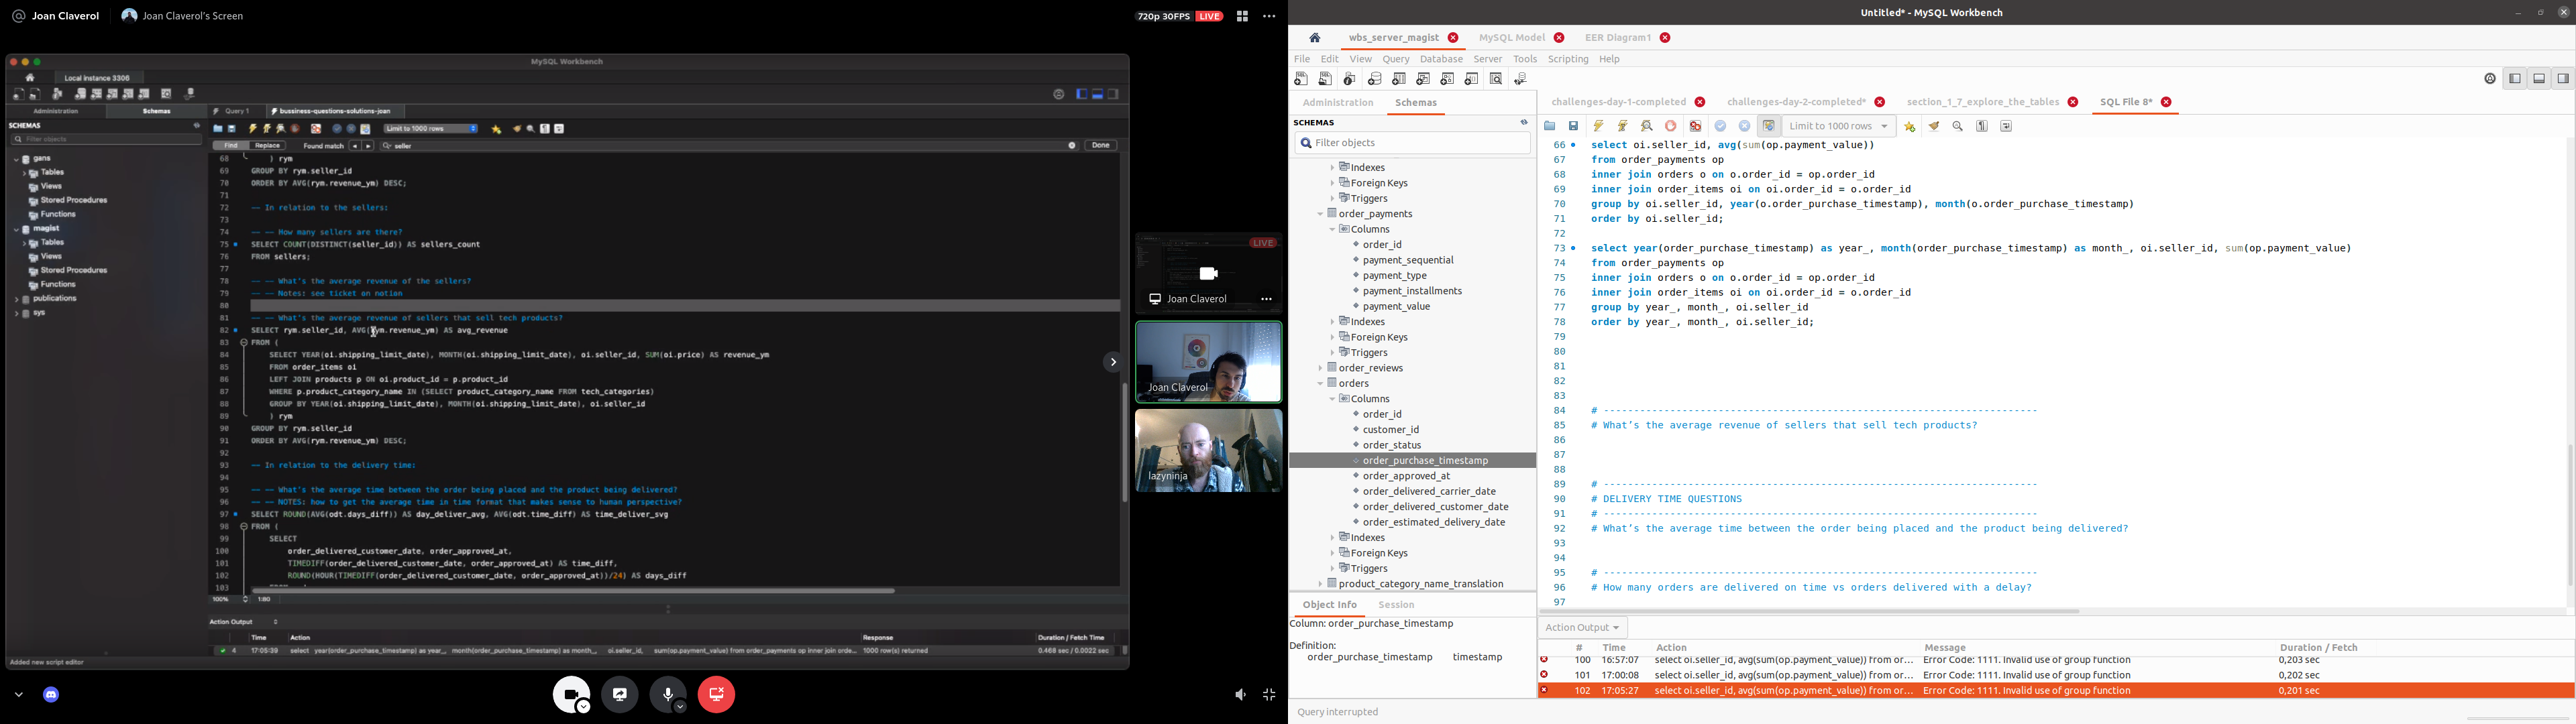 Joan Claverol
Joan Claverol's Screen
720p 30FPS LIVE
MySQL Workbench
Local instance 3306
Administration
Schemas
Query 1
bussiness-questions-solutions-joan
SCHEMAS
Filter objects
gans
Tables
Views
Stored Procedures
Functions
magist
Tables
Views
Stored Procedures
Functions
publications
sys
Limit to 1000 rows
Find Replace Found match seller Done
68 ) rym
69 GROUP BY rym.seller_id
70 ORDER BY AVG(rym.revenue_ym) DESC;
71
72 -- In relation to the sellers:
73
74 -- -- How many sellers are there?
75 SELECT COUNT(DISTINCT(seller_id)) AS sellers_count
76 FROM sellers;
77
78 -- -- What's the average revenue of the sellers?
79 -- -- Notes: see ticket on notion
80
81 -- -- What's the average revenue of sellers that sell tech products?
82 SELECT rym.seller_id, AVG(rym.revenue_ym) AS avg_revenue
83 FROM (
84 SELECT YEAR(oi.shipping_limit_date), MONTH(oi.shipping_limit_date), oi.seller_id, SUM(oi.price) AS revenue_ym
85 FROM order_items oi
86 LEFT JOIN products p ON oi.product_id = p.product_id
87 WHERE p.product_category_name IN (SELECT product_category_name FROM tech_categories)
88 GROUP BY YEAR(oi.shipping_limit_date), MONTH(oi.shipping_limit_date), oi.seller_id
89 ) rym
90 GROUP BY rym.seller_id
91 ORDER BY AVG(rym.revenue_ym) DESC;
92
93 -- In relation to the delivery time:
94
95 -- -- What's the average time between the order being placed and the product being delivered?
96 -- -- NOTES: how to get the average time in time format that makes sense to human perspective?
97 SELECT ROUND(AVG(odt.days_diff)) AS day_deliver_avg, AVG(odt.time_diff) AS time_deliver_svg
98 FROM (
99 SELECT
100 order_delivered_customer_date, order_approved_at,
101 TIMEDIFF(order_delivered_customer_date, order_approved_at) AS time_diff,
102 ROUND(HOUR(TIMEDIFF(order_delivered_customer_date, order_approved_at))/24) AS days_diff
103
100% 1:80
Action Output
Time Action Response Duration / Fetch Time
4 17:05:39 select year(order_purchase_timestamp) as year_, month(order_purchase_timestamp) as month_, oi.seller_id, sum(op.payment_value) from order_payments op inner join orde... 1000 row(s) returned 0.468 sec / 0.0022 sec
Added new script editor
LIVE
Joan Claverol
Joan Claverol
lazyninja
Untitled* - MySQL Workbench
wbs_server_magist
MySQL Model
EER Diagram1
File Edit View Query Database Server Tools Scripting Help
Administration Schemas
challenges-day-1-completed
challenges-day-2-completed*
section_1_7_explore_the_tables
SQL File 8*
SCHEMAS
Filter objects
Limit to 1000 rows
Indexes
Foreign Keys
Triggers
order_payments
Columns
order_id
payment_sequential
payment_type
payment_installments
payment_value
Indexes
Foreign Keys
Triggers
order_reviews
orders
Columns
order_id
customer_id
order_status
order_purchase_timestamp
order_approved_at
order_delivered_carrier_date
order_delivered_customer_date
order_estimated_delivery_date
Indexes
Foreign Keys
Triggers
product_category_name_translation
Object Info Session
Column: order_purchase_timestamp
Definition:
order_purchase_timestamp timestamp
66 select oi.seller_id, avg(sum(op.payment_value))
67 from order_payments op
68 inner join orders o on o.order_id = op.order_id
69 inner join order_items oi on oi.order_id = o.order_id
70 group by oi.seller_id, year(o.order_purchase_timestamp), month(o.order_purchase_timestamp)
71 order by oi.seller_id;
72
73 select year(order_purchase_timestamp) as year_, month(order_purchase_timestamp) as month_, oi.seller_id, sum(op.payment_value)
74 from order_payments op
75 inner join orders o on o.order_id = op.order_id
76 inner join order_items oi on oi.order_id = o.order_id
77 group by year_, month_, oi.seller_id
78 order by year_, month_, oi.seller_id;
79
80
81
82
83
84 # ------------------------------------------------------------------------
85 # What's the average revenue of sellers that sell tech products?
86
87
88
89 # ------------------------------------------------------------------------
90 # DELIVERY TIME QUESTIONS
91 # ------------------------------------------------------------------------
92 # What's the average time between the order being placed and the product being delivered?
93
94
95 # ------------------------------------------------------------------------
96 # How many orders are delivered on time vs orders delivered with a delay?
97
Action Output
# Time Action Message Duration / Fetch
100 16:57:07 select oi.seller_id, avg(sum(op.payment_value)) from or... Error Code: 1111. Invalid use of group function 0,203 sec
101 17:00:08 select oi.seller_id, avg(sum(op.payment_value)) from or... Error Code: 1111. Invalid use of group function 0,202 sec
102 17:05:27 select oi.seller_id, avg(sum(op.payment_value)) from or... Error Code: 1111. Invalid use of group function 0,201 sec
Query interrupted